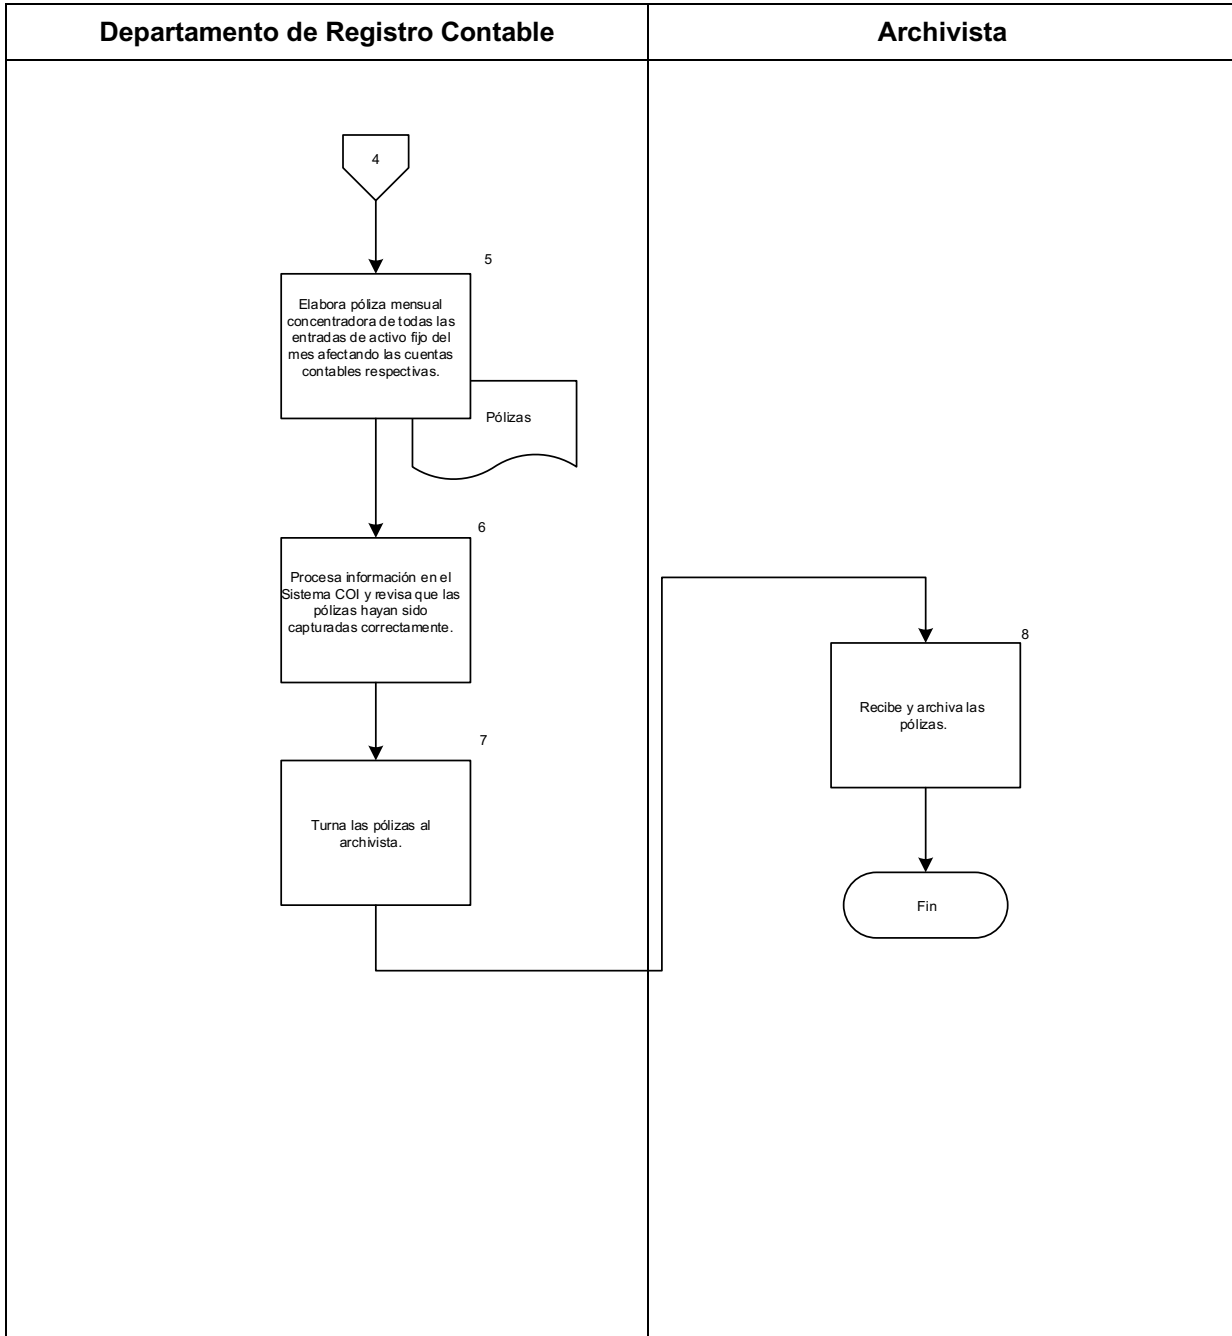 Departamento de Registro Contable
Archivista
4
5
Elabora póliza mensual
concentradora de todas las
entradas de activo fijo del
mes afectando las cuentas
contables respectivas.
Pólizas
6
Procesa información en el
Sistema COI y revisa que las
pólizas hayan sido
capturadas correctamente.
7
Turna las pólizas al
archivista.
8
Recibe y archiva las
pólizas.
Fin